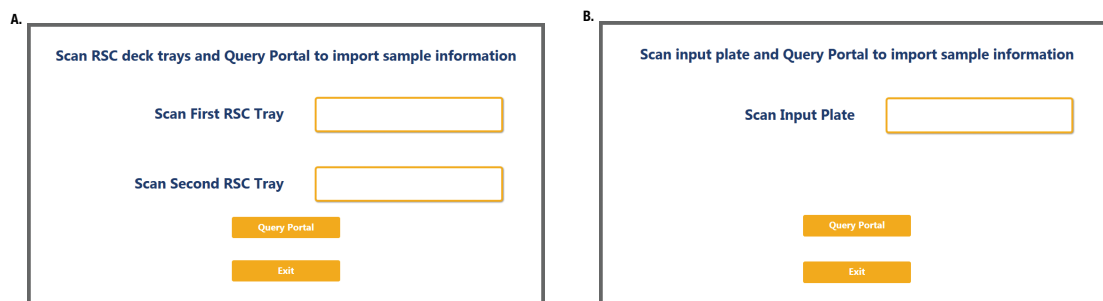 A.
Scan RSC deck trays and Query Portal to import sample information
Scan First RSC Tray
Scan Second RSC Tray
Query Portal
Exit
B.
Scan input plate and Query Portal to import sample information
Scan Input Plate
Query Portal
Exit